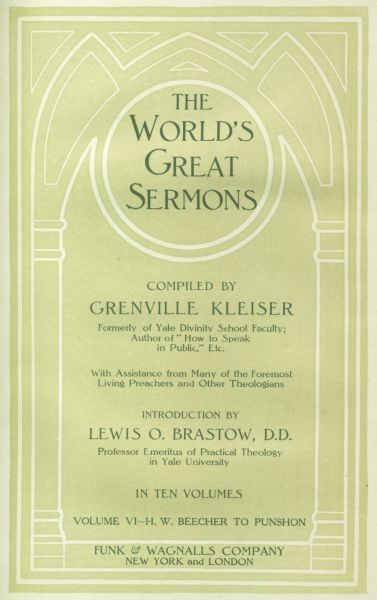 THE
WORLD'S
GREAT
SERMONS
COMPILED BY
GRENVILLE KLEISER
Formerly of Yale Divinity School Faculty;
Author of "How to Speak
in Public," Etc.
With Assistance from Many of the Foremost
Living Preachers and Other Theologians
INTRODUCTION BY
LEWIS O. BRASTOW, D.D.
Professor Emeritus of Practical Theology
in Yale University
IN TEN VOLUMES
VOLUME VI—H. W. BEECHER TO PUNSHON
FUNK & WAGNALLS COMPANY
NEW YORK and LONDON